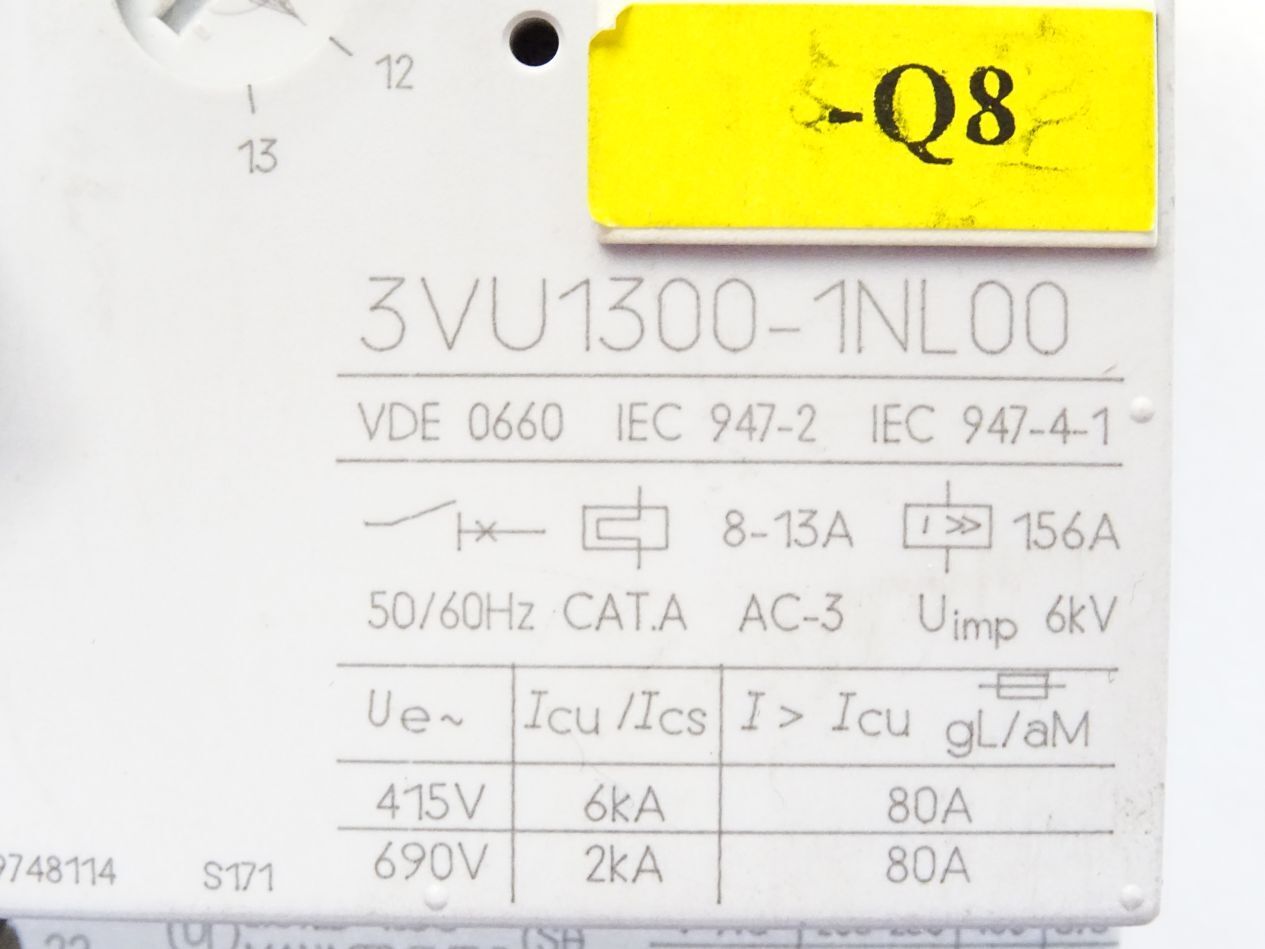 12
13
-Q8
3VU1300-1NL00
VDE 0660 IEC 947-2 IEC 947-4-1
8-13A I >> 156A
50/60Hz CAT.A AC-3 Uimp 6kV
Ue~ Icu /Ics I > Icu gL/aM
415V 6kA 80A
690V 2kA 80A
9748114 S171